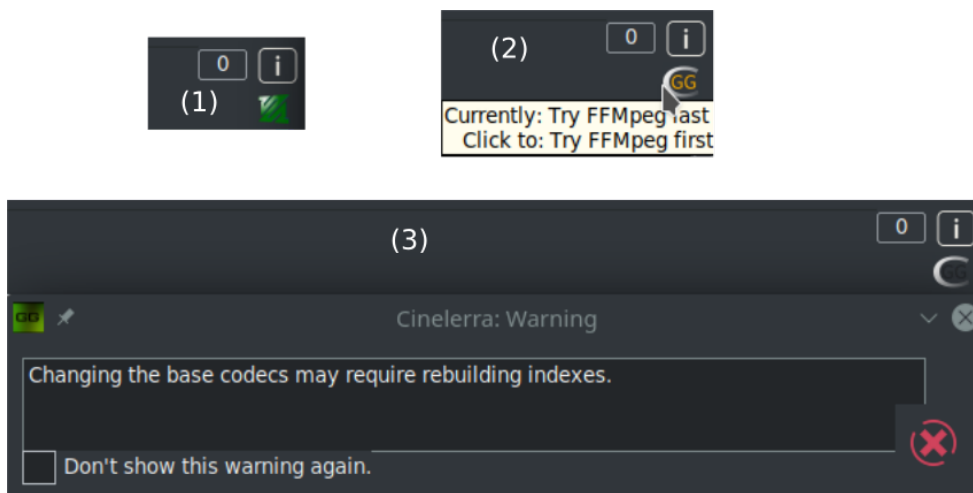 (1)
0
i
(2)
0
i
GG
Currently: Try FFMpeg last
Click to: Try FFMpeg first
(3)
0
i
GG
GG
Cinelerra: Warning
Changing the base codecs may require rebuilding indexes.
Don't show this warning again.